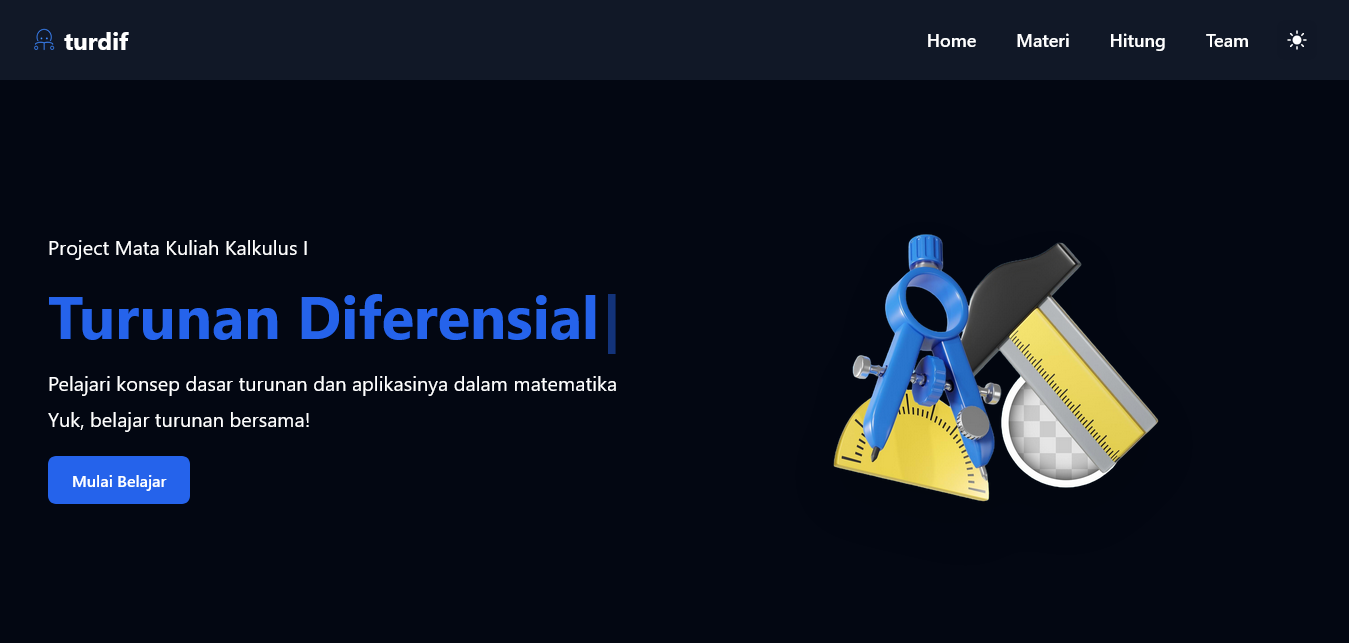 turdif
Home Materi Hitung Team
Project Mata Kuliah Kalkulus I
Turunan Diferensial
Pelajari konsep dasar turunan dan aplikasinya dalam matematika
Yuk, belajar turunan bersama!
Mulai Belajar